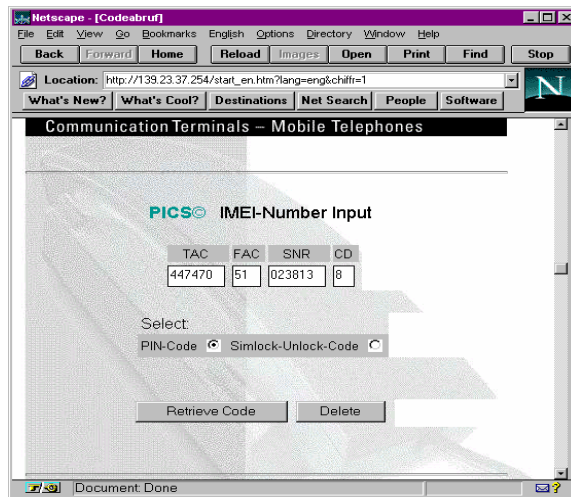 Netscape - [Codeabruf]
File Edit View Go Bookmarks English Options Directory Window Help
Back Forward Home Reload Images Open Print Find Stop
Location: http://139.23.37.254/start_en.htm?lang=eng&chiffr=1
What's New? What's Cool? Destinations Net Search People Software
N
Communication Terminals – Mobile Telephones
PICS© IMEI-Number Input
TAC FAC SNR CD
447470 51 023813 8
Select:
PIN-Code Simlock-Unlock-Code
Retrieve Code Delete
Document: Done